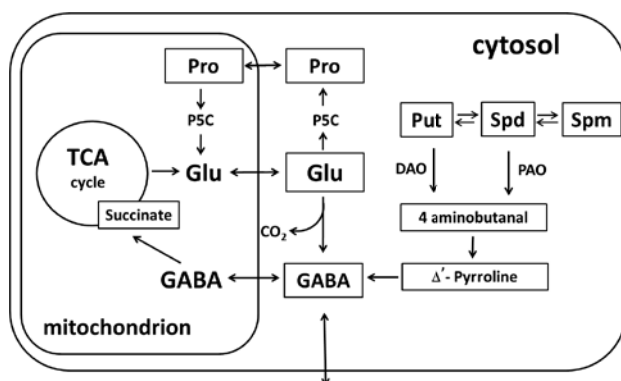 cytosol
Pro
Pro
P5C
P5C
Put
Spd
Spm
TCA
cycle
Glu
Glu
DAO
PAO
Succinate
4 aminobutanal
CO₂
GABA
GABA
Δ′- Pyrroline
mitochondrion